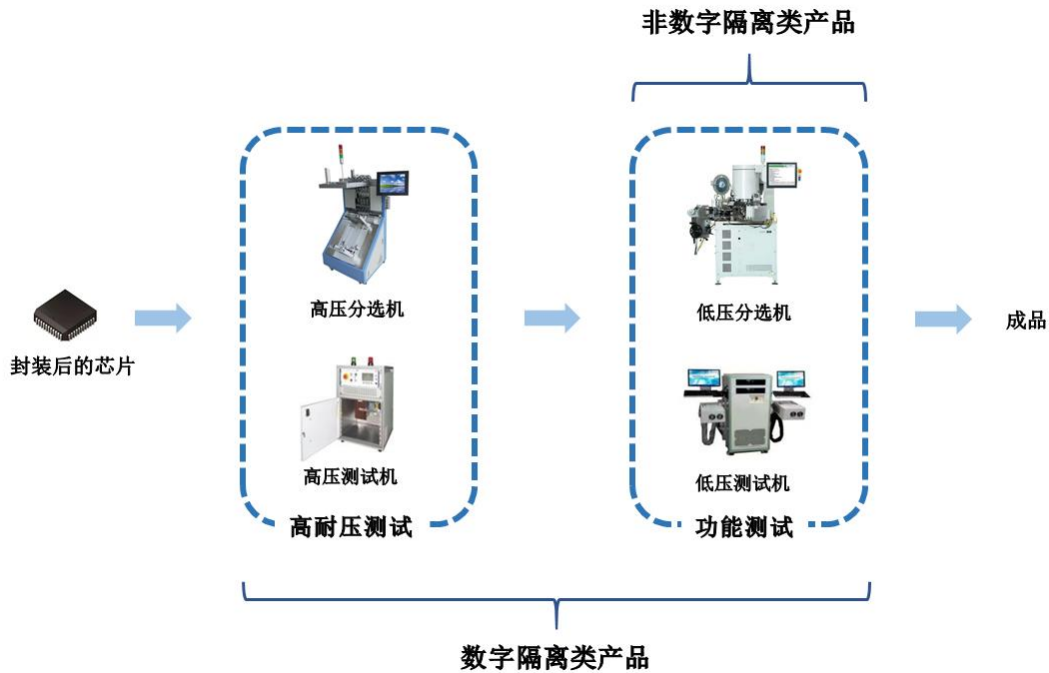 非数字隔离类产品
高压分选机
低压分选机
封装后的芯片
成品
高压测试机
低压测试机
高耐压测试
功能测试
数字隔离类产品